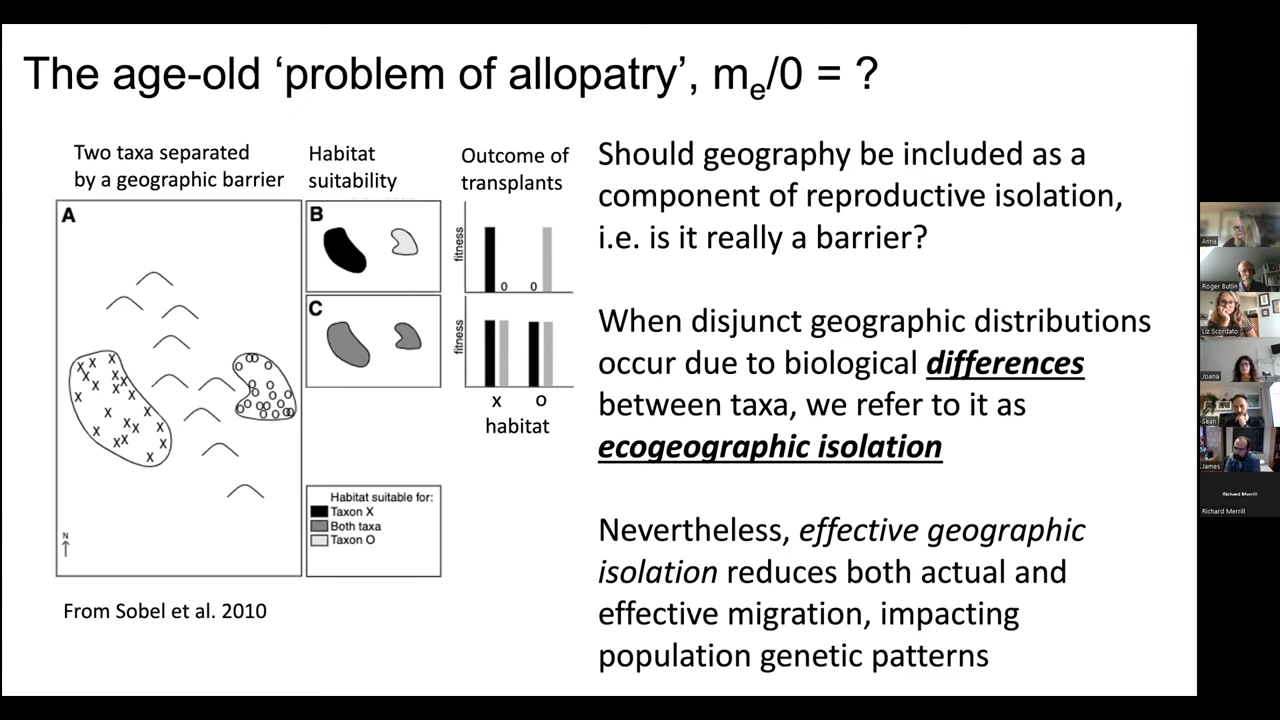 The age-old ‘problem of allopatry’, me/0 = ?
Two taxa separated
by a geographic barrier
Habitat
suitability
Outcome of
transplants
A
B
C
N
fitness
0
0
fitness
X
O
habitat
Habitat suitable for:
Taxon X
Both taxa
Taxon O
From Sobel et al. 2010
Should geography be included as a
component of reproductive isolation,
i.e. is it really a barrier?
When disjunct geographic distributions
occur due to biological differences
between taxa, we refer to it as
ecogeographic isolation
Nevertheless, effective geographic
isolation reduces both actual and
effective migration, impacting
population genetic patterns
Anna
Roger Butlin
Liz Scordato
Joana
Sean
James
Richard Merrill
Richard Merrill